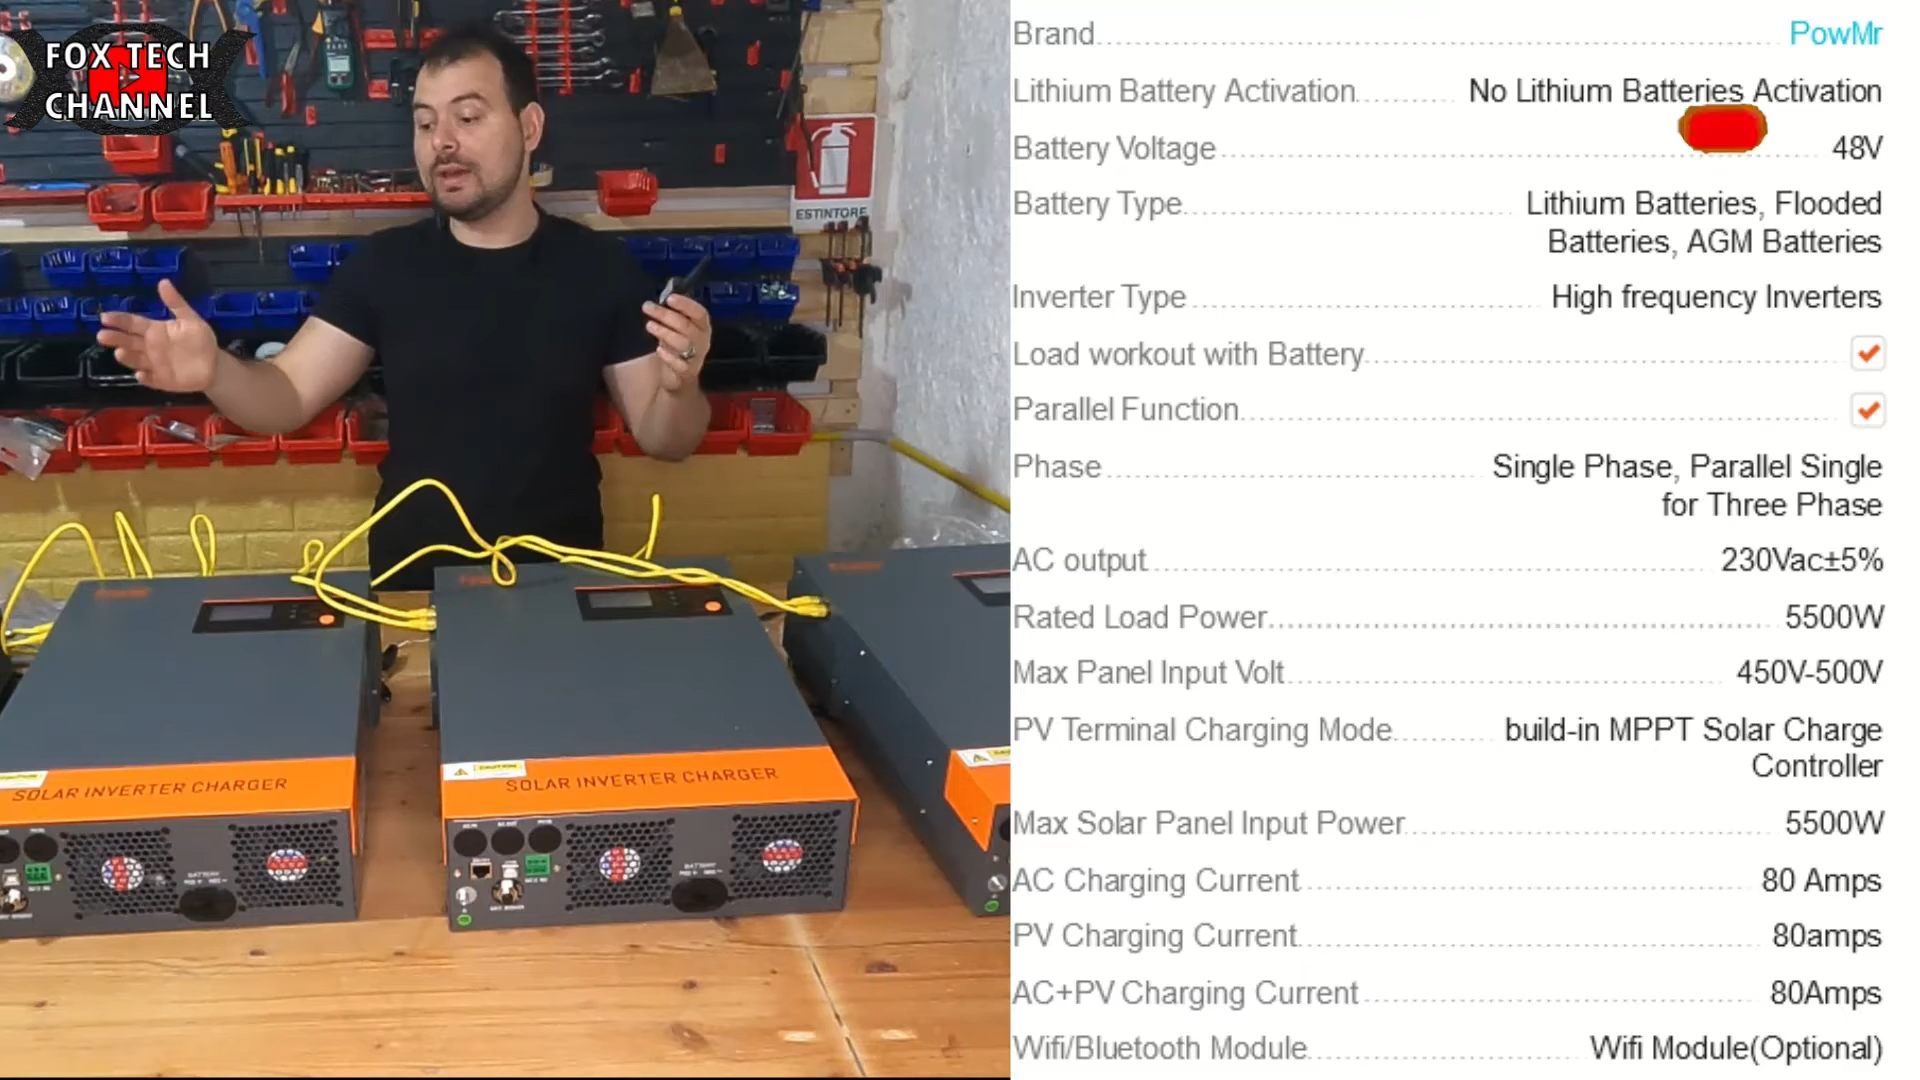 FOX TECH
CHANNEL
ESTINTORE
SOLAR INVERTER CHARGER
SOLAR INVERTER CHARGER
BATTERY
BATTERY
Brand PowMr
Lithium Battery Activation No Lithium Batteries Activation
Battery Voltage 48V
Battery Type Lithium Batteries, Flooded
Batteries, AGM Batteries
Inverter Type High frequency Inverters
Load workout with Battery
Parallel Function
Phase Single Phase, Parallel Single
for Three Phase
AC output 230Vac±5%
Rated Load Power 5500W
Max Panel Input Volt 450V-500V
PV Terminal Charging Mode build-in MPPT Solar Charge
Controller
Max Solar Panel Input Power 5500W
AC Charging Current 80 Amps
PV Charging Current 80amps
AC+PV Charging Current 80Amps
Wifi/Bluetooth Module Wifi Module(Optional)